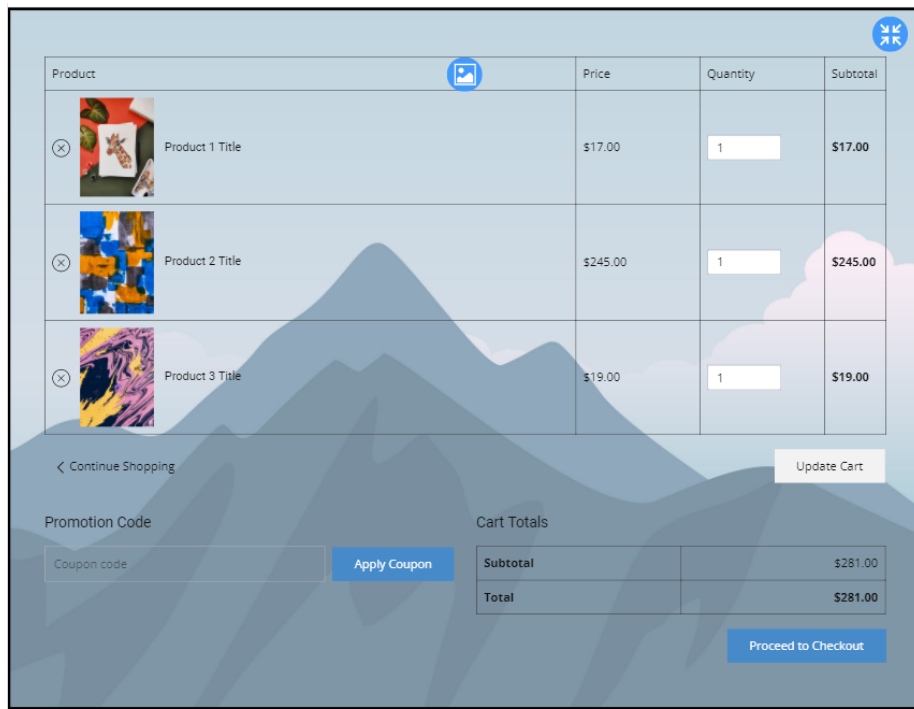 Product Price Quantity Subtotal
Product 1 Title $17.00 1 $17.00
Product 2 Title $245.00 1 $245.00
Product 3 Title $19.00 1 $19.00
Continue Shopping Update Cart
Promotion Code Cart Totals
Coupon code Apply Coupon Subtotal $281.00
Total $281.00
Proceed to Checkout